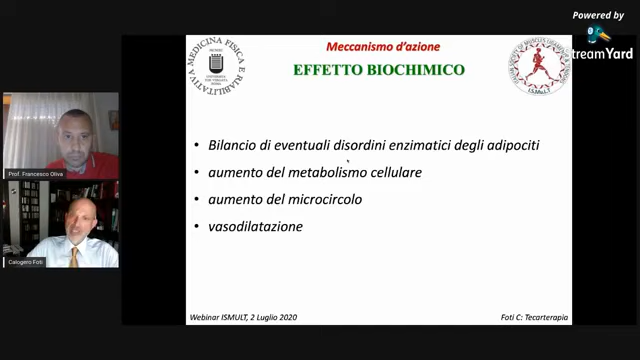 Powered by
treamYard
Meccanismo d'azione
EFFETTO BIOCHIMICO
• Bilancio di eventuali disordini enzimatici degli adipociti
• aumento del metabolismo cellulare
• aumento del microcircolo
• vasodilatazione
Prof. Francesco Oliva
Calogero Foti
Webinar ISMULT, 2 Luglio 2020
Foti C: Tecarterapia